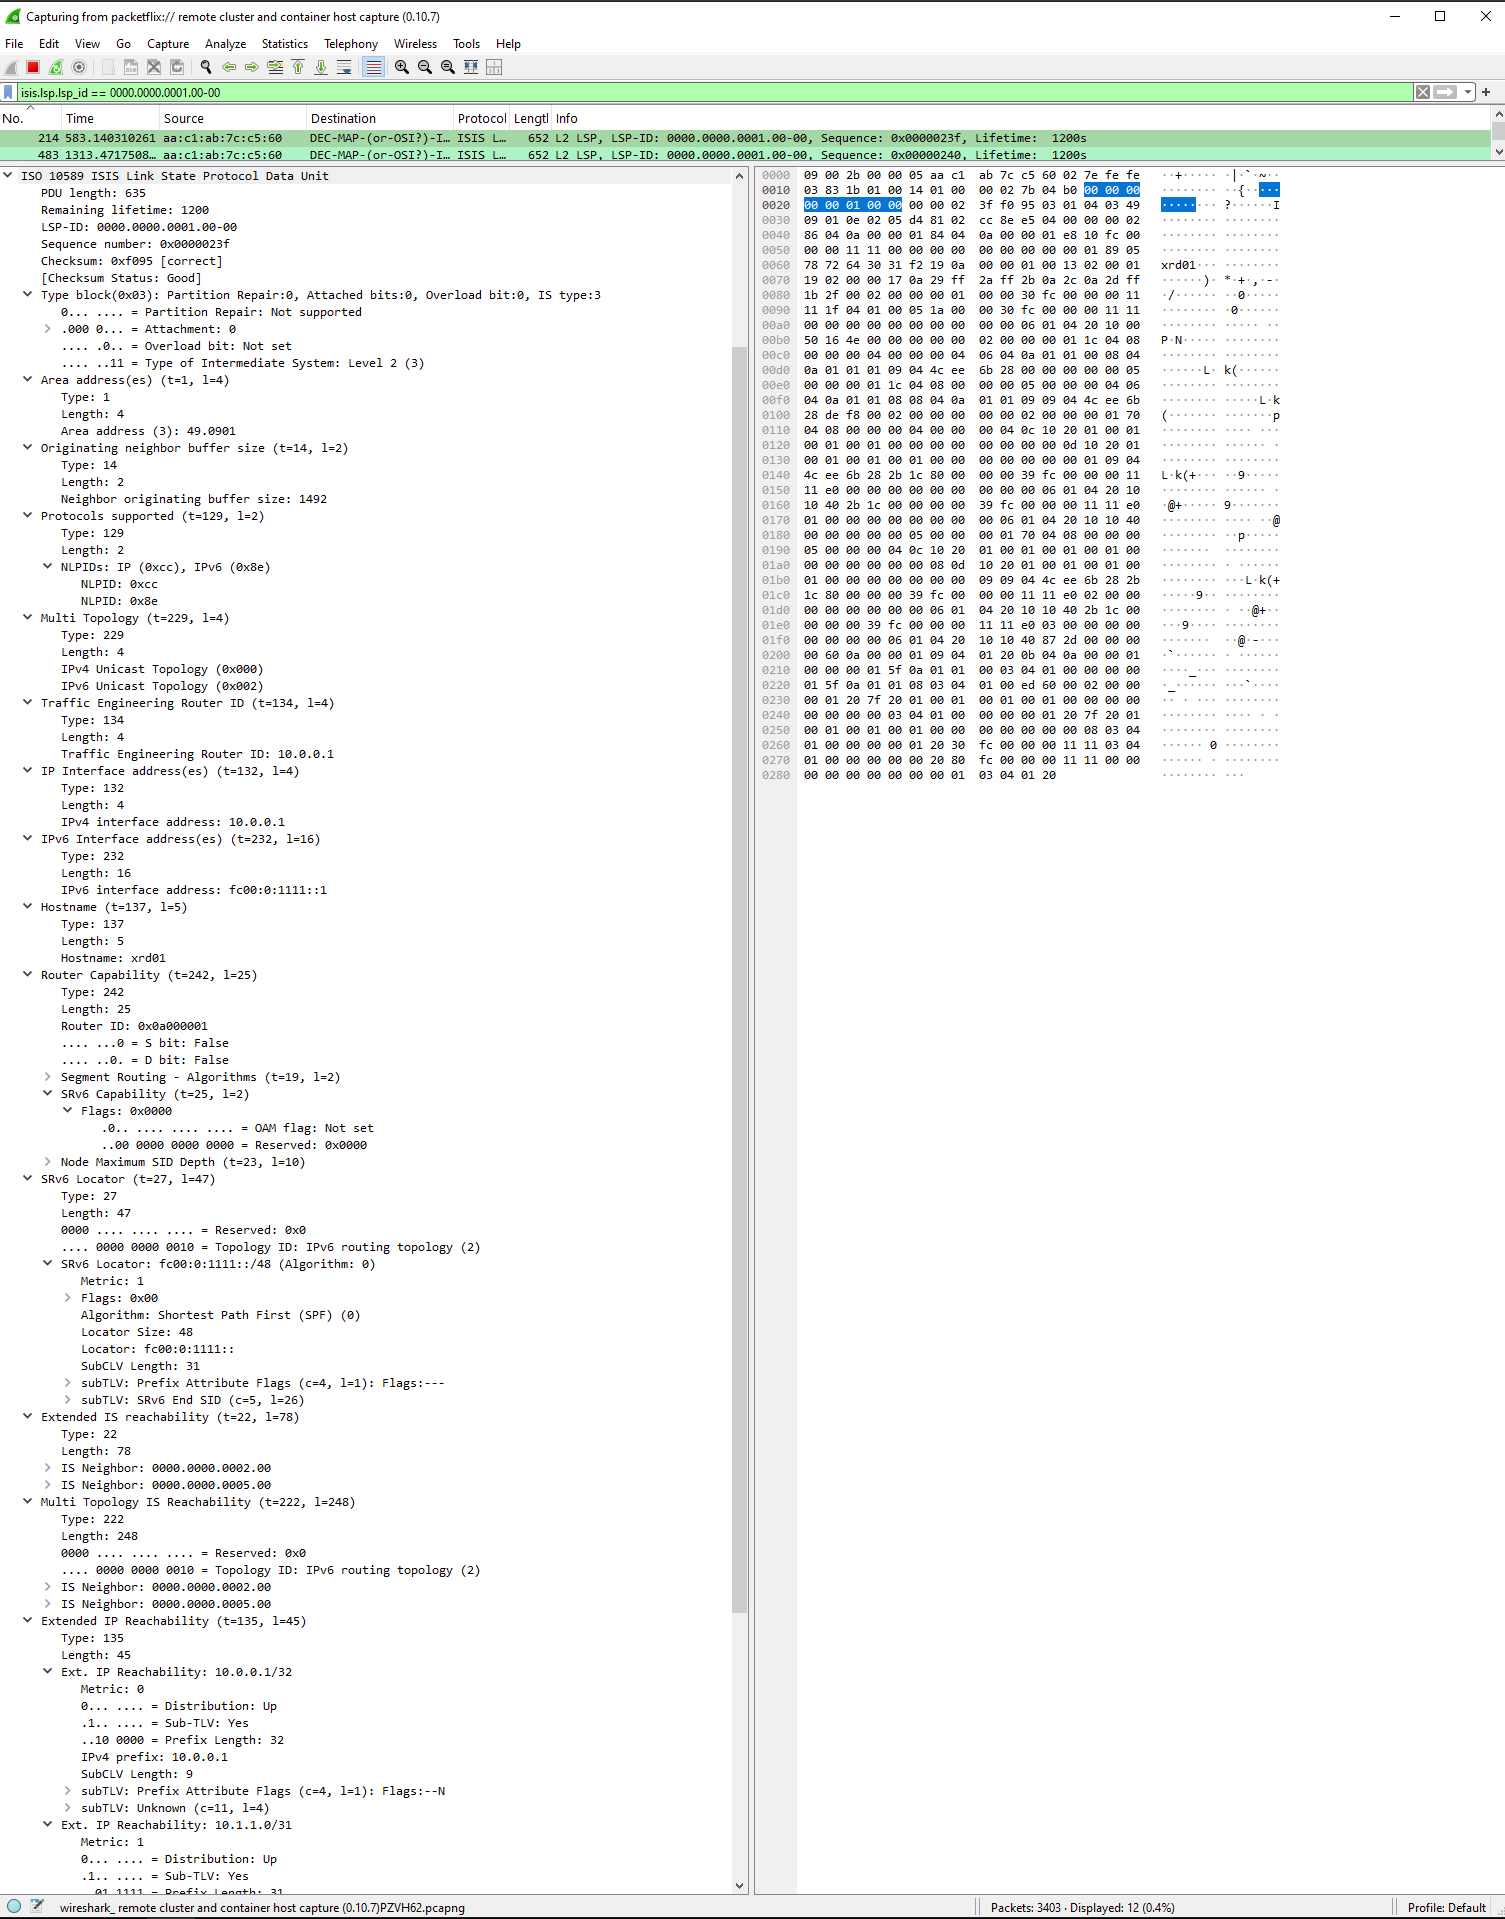 Capturing from packetflix:// remote cluster and container host capture (0.10.7)
File Edit View Go Capture Analyze Statistics Telephony Wireless Tools Help
isis.lsp.lsp_id == 0000.0000.0001.00-00
No. Time Source Destination Protocol Lengtl Info
214 583.140310261 aa:c1:ab:7c:c5:60 DEC-MAP-(or-OSI?)-I… ISIS L… 652 L2 LSP, LSP-ID: 0000.0000.0001.00-00, Sequence: 0x0000023f, Lifetime: 1200s
483 1313.4717508… aa:c1:ab:7c:c5:60 DEC-MAP-(or-OSI?)-I… ISIS L… 652 L2 LSP, LSP-ID: 0000.0000.0001.00-00, Sequence: 0x00000240, Lifetime: 1200s
ISO 10589 ISIS Link State Protocol Data Unit
PDU length: 635
Remaining lifetime: 1200
LSP-ID: 0000.0000.0001.00-00
Sequence number: 0x0000023f
Checksum: 0xf095 [correct]
[Checksum Status: Good]
Type block(0x03): Partition Repair:0, Attached bits:0, Overload bit:0, IS type:3
0... .... = Partition Repair: Not supported
.000 0... = Attachment: 0
.... .0.. = Overload bit: Not set
.... ..11 = Type of Intermediate System: Level 2 (3)
Area address(es) (t=1, l=4)
Type: 1
Length: 4
Area address (3): 49.0901
Originating neighbor buffer size (t=14, l=2)
Type: 14
Length: 2
Neighbor originating buffer size: 1492
Protocols supported (t=129, l=2)
Type: 129
Length: 2
NLPIDs: IP (0xcc), IPv6 (0x8e)
NLPID: 0xcc
NLPID: 0x8e
Multi Topology (t=229, l=4)
Type: 229
Length: 4
IPv4 Unicast Topology (0x000)
IPv6 Unicast Topology (0x002)
Traffic Engineering Router ID (t=134, l=4)
Type: 134
Length: 4
Traffic Engineering Router ID: 10.0.0.1
IP Interface address(es) (t=132, l=4)
Type: 132
Length: 4
IPv4 interface address: 10.0.0.1
IPv6 Interface address(es) (t=232, l=16)
Type: 232
Length: 16
IPv6 interface address: fc00:0:1111::1
Hostname (t=137, l=5)
Type: 137
Length: 5
Hostname: xrd01
Router Capability (t=242, l=25)
Type: 242
Length: 25
Router ID: 0x0a000001
.... ...0 = S bit: False
.... ..0. = D bit: False
Segment Routing - Algorithms (t=19, l=2)
SRv6 Capability (t=25, l=2)
Flags: 0x0000
.0.. .... .... .... = OAM flag: Not set
..00 0000 0000 0000 = Reserved: 0x0000
Node Maximum SID Depth (t=23, l=10)
SRv6 Locator (t=27, l=47)
Type: 27
Length: 47
0000 .... .... .... = Reserved: 0x0
.... 0000 0000 0010 = Topology ID: IPv6 routing topology (2)
SRv6 Locator: fc00:0:1111::/48 (Algorithm: 0)
Metric: 1
Flags: 0x00
Algorithm: Shortest Path First (SPF) (0)
Locator Size: 48
Locator: fc00:0:1111::
SubCLV Length: 31
subTLV: Prefix Attribute Flags (c=4, l=1): Flags:---
subTLV: SRv6 End SID (c=5, l=26)
Extended IS reachability (t=22, l=78)
Type: 22
Length: 78
IS Neighbor: 0000.0000.0002.00
IS Neighbor: 0000.0000.0005.00
Multi Topology IS Reachability (t=222, l=248)
Type: 222
Length: 248
0000 .... .... .... = Reserved: 0x0
.... 0000 0000 0010 = Topology ID: IPv6 routing topology (2)
IS Neighbor: 0000.0000.0002.00
IS Neighbor: 0000.0000.0005.00
Extended IP Reachability (t=135, l=45)
Type: 135
Length: 45
Ext. IP Reachability: 10.0.0.1/32
Metric: 0
0... .... = Distribution: Up
.1.. .... = Sub-TLV: Yes
..10 0000 = Prefix Length: 32
IPv4 prefix: 10.0.0.1
SubCLV Length: 9
subTLV: Prefix Attribute Flags (c=4, l=1): Flags:--N
subTLV: Unknown (c=11, l=4)
Ext. IP Reachability: 10.1.1.0/31
Metric: 1
0... .... = Distribution: Up
.1.. .... = Sub-TLV: Yes
..01 1111 = Prefix Length: 31
0000 09 00 2b 00 00 05 aa c1 ab 7c c5 60 02 7e fe fe
0010 03 83 1b 01 00 14 01 00 00 02 7b 04 b0 00 00 00
0020 00 00 01 00 00 00 00 02 3f f0 95 03 01 04 03 49
0030 09 01 0e 02 05 d4 81 02 cc 8e e5 04 00 00 00 02
0040 86 04 0a 00 00 01 84 04 0a 00 00 01 e8 10 fc 00
0050 00 00 11 11 00 00 00 00 00 00 00 00 00 01 89 05
0060 78 72 64 30 31 f2 19 0a 00 00 01 00 13 02 00 01
0070 19 02 00 00 17 0a 29 ff 2a ff 2b 0a 2c 0a 2d ff
0080 1b 2f 00 02 00 00 00 01 00 00 30 fc 00 00 00 11
0090 11 1f 04 01 00 05 1a 00 00 30 fc 00 00 00 11 11
00a0 00 00 00 00 00 00 00 00 00 00 06 01 04 20 10 00
00b0 50 16 4e 00 00 00 00 00 02 00 00 00 01 1c 04 08
00c0 00 00 00 04 00 00 00 04 06 04 0a 01 01 00 08 04
00d0 0a 01 01 01 09 04 4c ee 6b 28 00 00 00 00 00 05
00e0 00 00 00 01 1c 04 08 00 00 00 05 00 00 00 04 06
00f0 04 0a 01 01 08 08 04 0a 01 01 09 09 04 4c ee 6b
0100 28 de f8 00 02 00 00 00 00 00 02 00 00 00 01 70
0110 04 08 00 00 00 04 00 00 00 04 0c 10 20 01 00 01
0120 00 01 00 01 00 00 00 00 00 00 00 00 0d 10 20 01
0130 00 01 00 01 00 01 00 00 00 00 00 00 00 01 09 04
0140 4c ee 6b 28 2b 1c 80 00 00 00 39 fc 00 00 00 11
0150 11 e0 00 00 00 00 00 00 00 00 00 06 01 04 20 10
0160 10 40 2b 1c 00 00 00 00 39 fc 00 00 00 11 11 e0
0170 01 00 00 00 00 00 00 00 00 06 01 04 20 10 10 40
0180 00 00 00 00 00 05 00 00 00 01 70 04 08 00 00 00
0190 05 00 00 00 04 0c 10 20 01 00 01 00 01 00 01 00
01a0 00 00 00 00 00 00 08 0d 10 20 01 00 01 00 01 00
01b0 01 00 00 00 00 00 00 00 09 09 04 4c ee 6b 28 2b
01c0 1c 80 00 00 00 39 fc 00 00 00 11 11 e0 02 00 00
01d0 00 00 00 00 00 00 06 01 04 20 10 10 40 2b 1c 00
01e0 00 00 00 39 fc 00 00 00 11 11 e0 03 00 00 00 00
01f0 00 00 00 00 06 01 04 20 10 10 40 87 2d 00 00 00
0200 00 60 0a 00 00 01 09 04 01 20 0b 04 0a 00 00 01
0210 00 00 00 01 5f 0a 01 01 00 03 04 01 00 00 00 00
0220 01 5f 0a 01 01 08 03 04 01 00 ed 60 00 02 00 00
0230 00 01 20 7f 20 01 00 01 00 01 00 01 00 00 00 00
0240 00 00 00 00 03 04 01 00 00 00 00 01 20 7f 20 01
0250 00 01 00 01 00 01 00 00 00 00 00 00 00 08 03 04
0260 01 00 00 00 00 01 20 30 fc 00 00 00 11 11 03 04
0270 01 00 00 00 00 00 20 80 fc 00 00 00 11 11 00 00
0280 00 00 00 00 00 00 00 01 03 04 01 20
wireshark_ remote cluster and container host capture (0.10.7)PZVH62.pcapng
Packets: 3403 · Displayed: 12 (0.4%)
Profile: Default